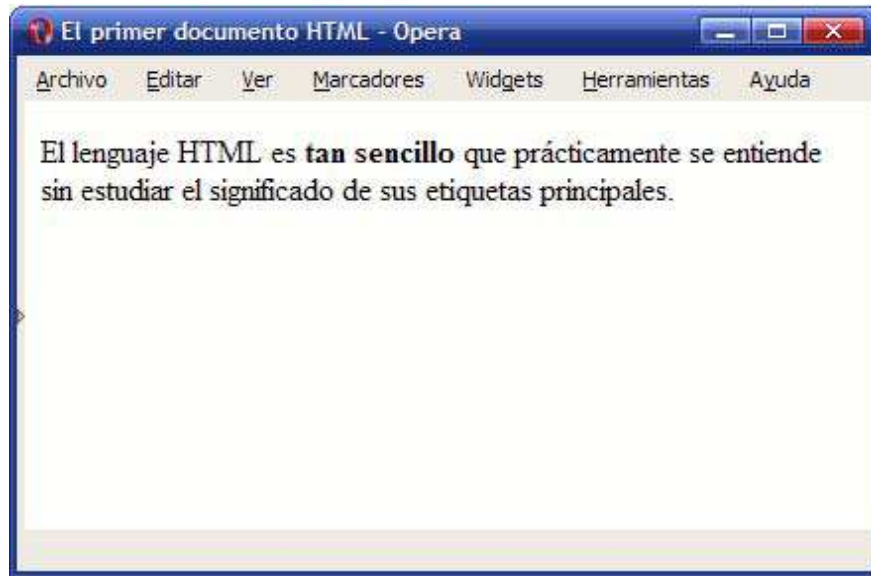 El primer documento HTML - Opera
Archivo Editar Ver Marcadores Widgets Herramientas Ayuda
El lenguaje HTML es tan sencillo que prácticamente se entiende
sin estudiar el significado de sus etiquetas principales.